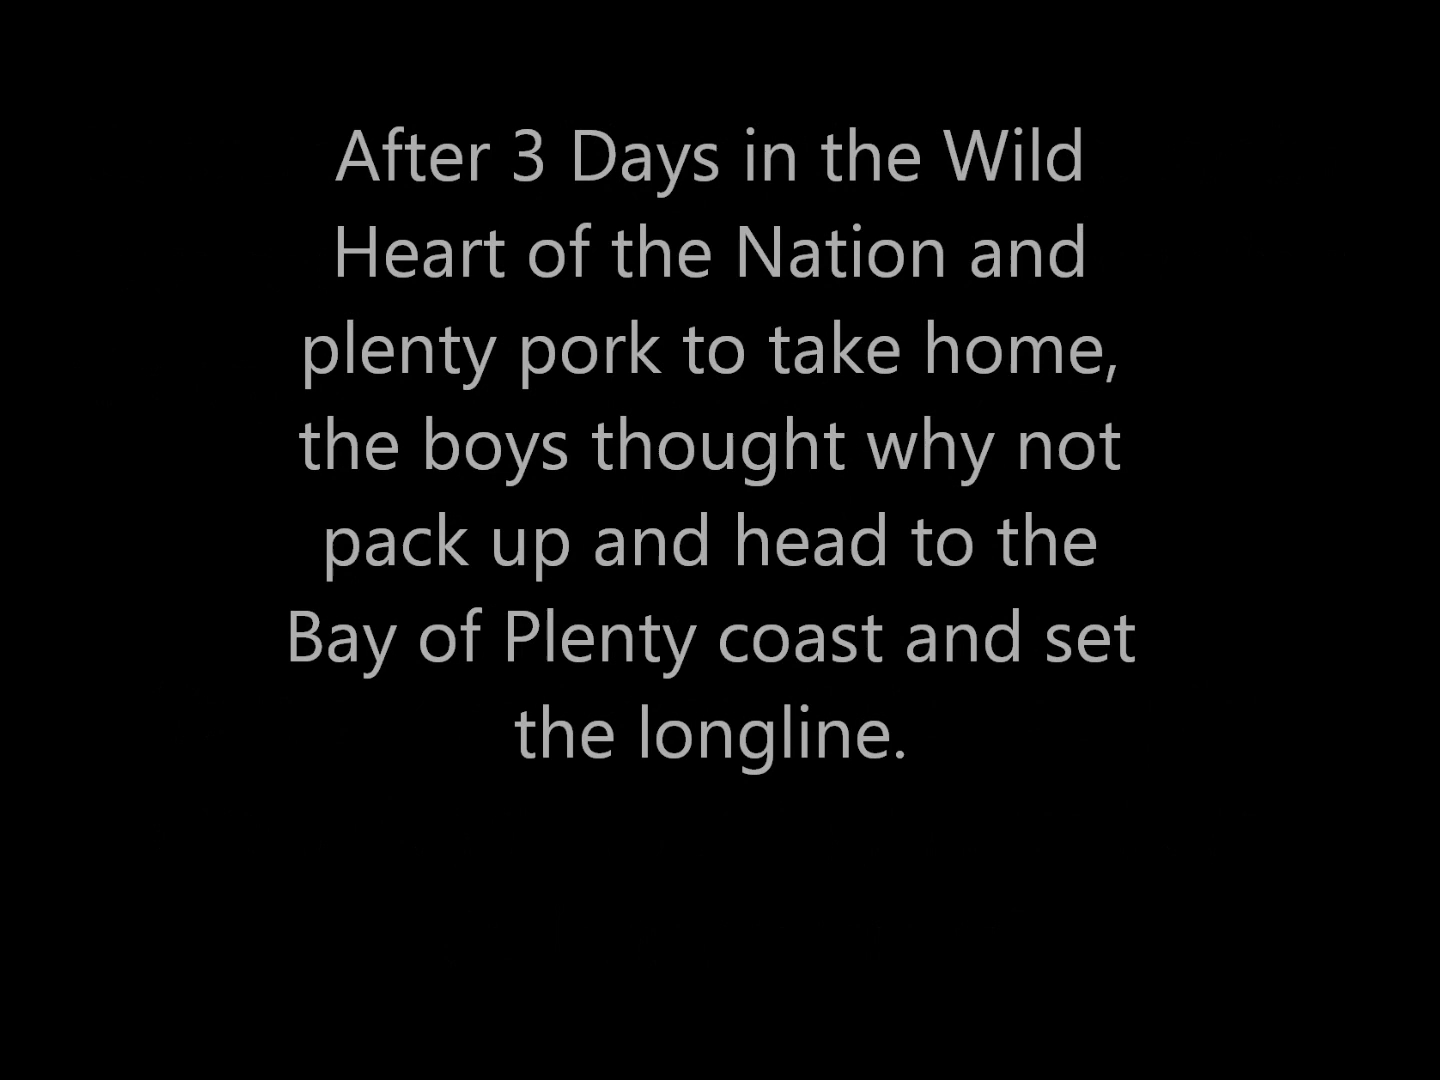 After 3 Days in the Wild
Heart of the Nation and
plenty pork to take home,
the boys thought why not
pack up and head to the
Bay of Plenty coast and set
the longline.